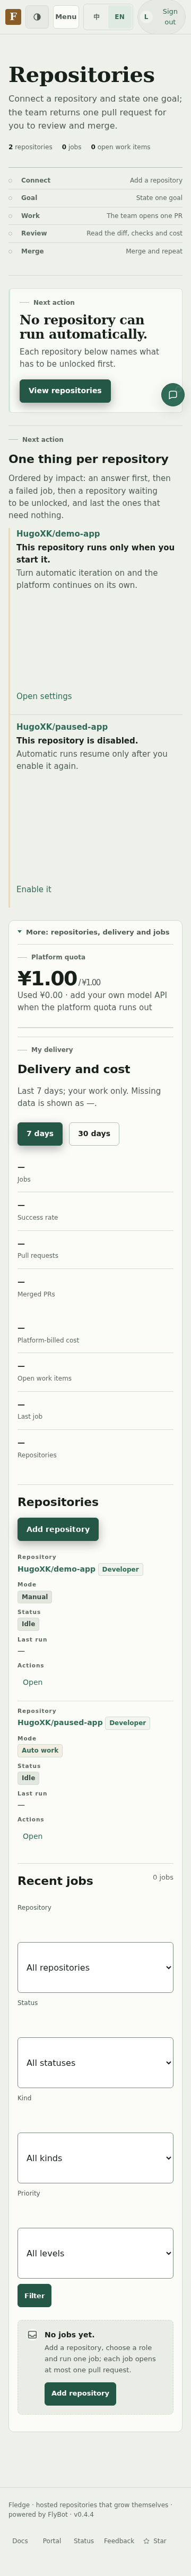 F
Menu
中
EN
L
Sign
out
Repositories
Connect a repository and state one goal;
the team returns one pull request for
you to review and merge.
2 repositories 0 jobs 0 open work items
Connect Add a repository
Goal State one goal
Work The team opens one PR
Review Read the diff, checks and cost
Merge Merge and repeat
Next action
No repository can
run automatically.
Each repository below names what
has to be unlocked first.
View repositories
Next action
One thing per repository
Ordered by impact: an answer first, then
a failed job, then a repository waiting
to be unlocked, and last the ones that
need nothing.
HugoXK/demo-app
This repository runs only when you
start it.
Turn automatic iteration on and the
platform continues on its own.
Open settings
HugoXK/paused-app
This repository is disabled.
Automatic runs resume only after you
enable it again.
Enable it
More: repositories, delivery and jobs
Platform quota
¥1.00 / ¥1.00
Used ¥0.00 · add your own model API
when the platform quota runs out
My delivery
Delivery and cost
Last 7 days; your work only. Missing
data is shown as —.
7 days 30 days
—
Jobs
—
Success rate
—
Pull requests
—
Merged PRs
—
Platform-billed cost
—
Open work items
—
Last job
—
Repositories
Repositories
Add repository
Repository
HugoXK/demo-app Developer
Mode
Manual
Status
Idle
Last run
—
Actions
Open
Repository
HugoXK/paused-app Developer
Mode
Auto work
Status
Idle
Last run
—
Actions
Open
Recent jobs 0 jobs
Repository
All repositories
Status
All statuses
Kind
All kinds
Priority
All levels
Filter
No jobs yet.
Add a repository, choose a role
and run one job; each job opens
at most one pull request.
Add repository
Fledge · hosted repositories that grow themselves ·
powered by FlyBot · v0.4.4
Docs Portal Status Feedback Star